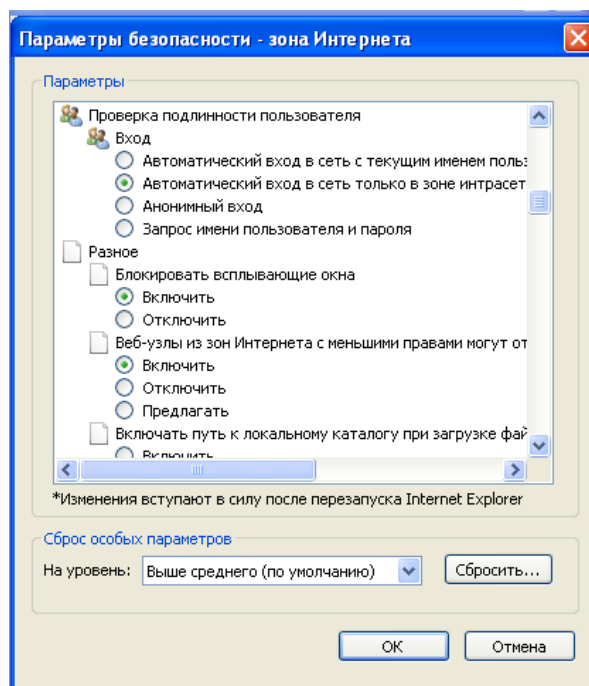 Параметры безопасности - зона Интернета
Параметры
Проверка подлинности пользователя
Вход
Автоматический вход в сеть с текущим именем польз
Автоматический вход в сеть только в зоне интрасет
Анонимный вход
Запрос имени пользователя и пароля
Разное
Блокировать всплывающие окна
Включить
Отключить
Веб-узлы из зон Интернета с меньшими правами могут от
Включить
Отключить
Предлагать
Включать путь к локальному каталогу при загрузке фай
Включить
*Изменения вступают в силу после перезапуска Internet Explorer
Сброс особых параметров
На уровень: Выше среднего (по умолчанию) Сбросить...
ОК Отмена